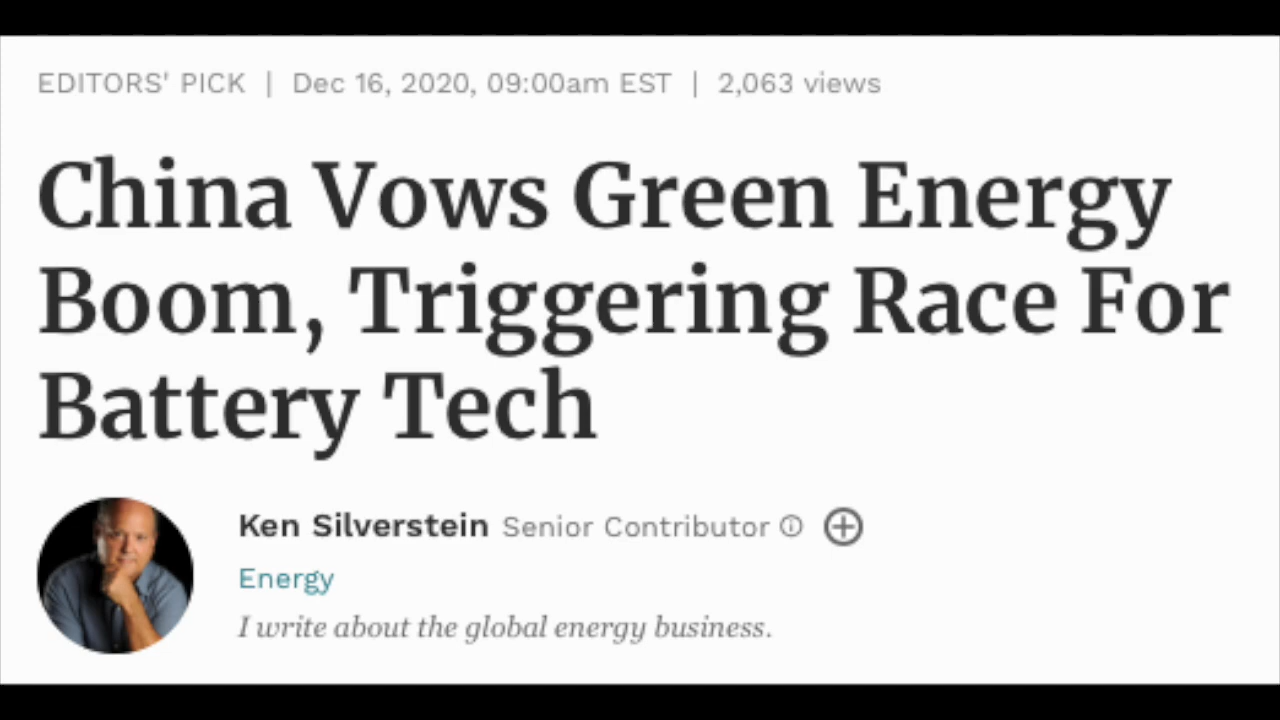 EDITORS' PICK | Dec 16, 2020, 09:00am EST | 2,063 views
China Vows Green Energy
Boom, Triggering Race For
Battery Tech
Ken Silverstein Senior Contributor
Energy
I write about the global energy business.